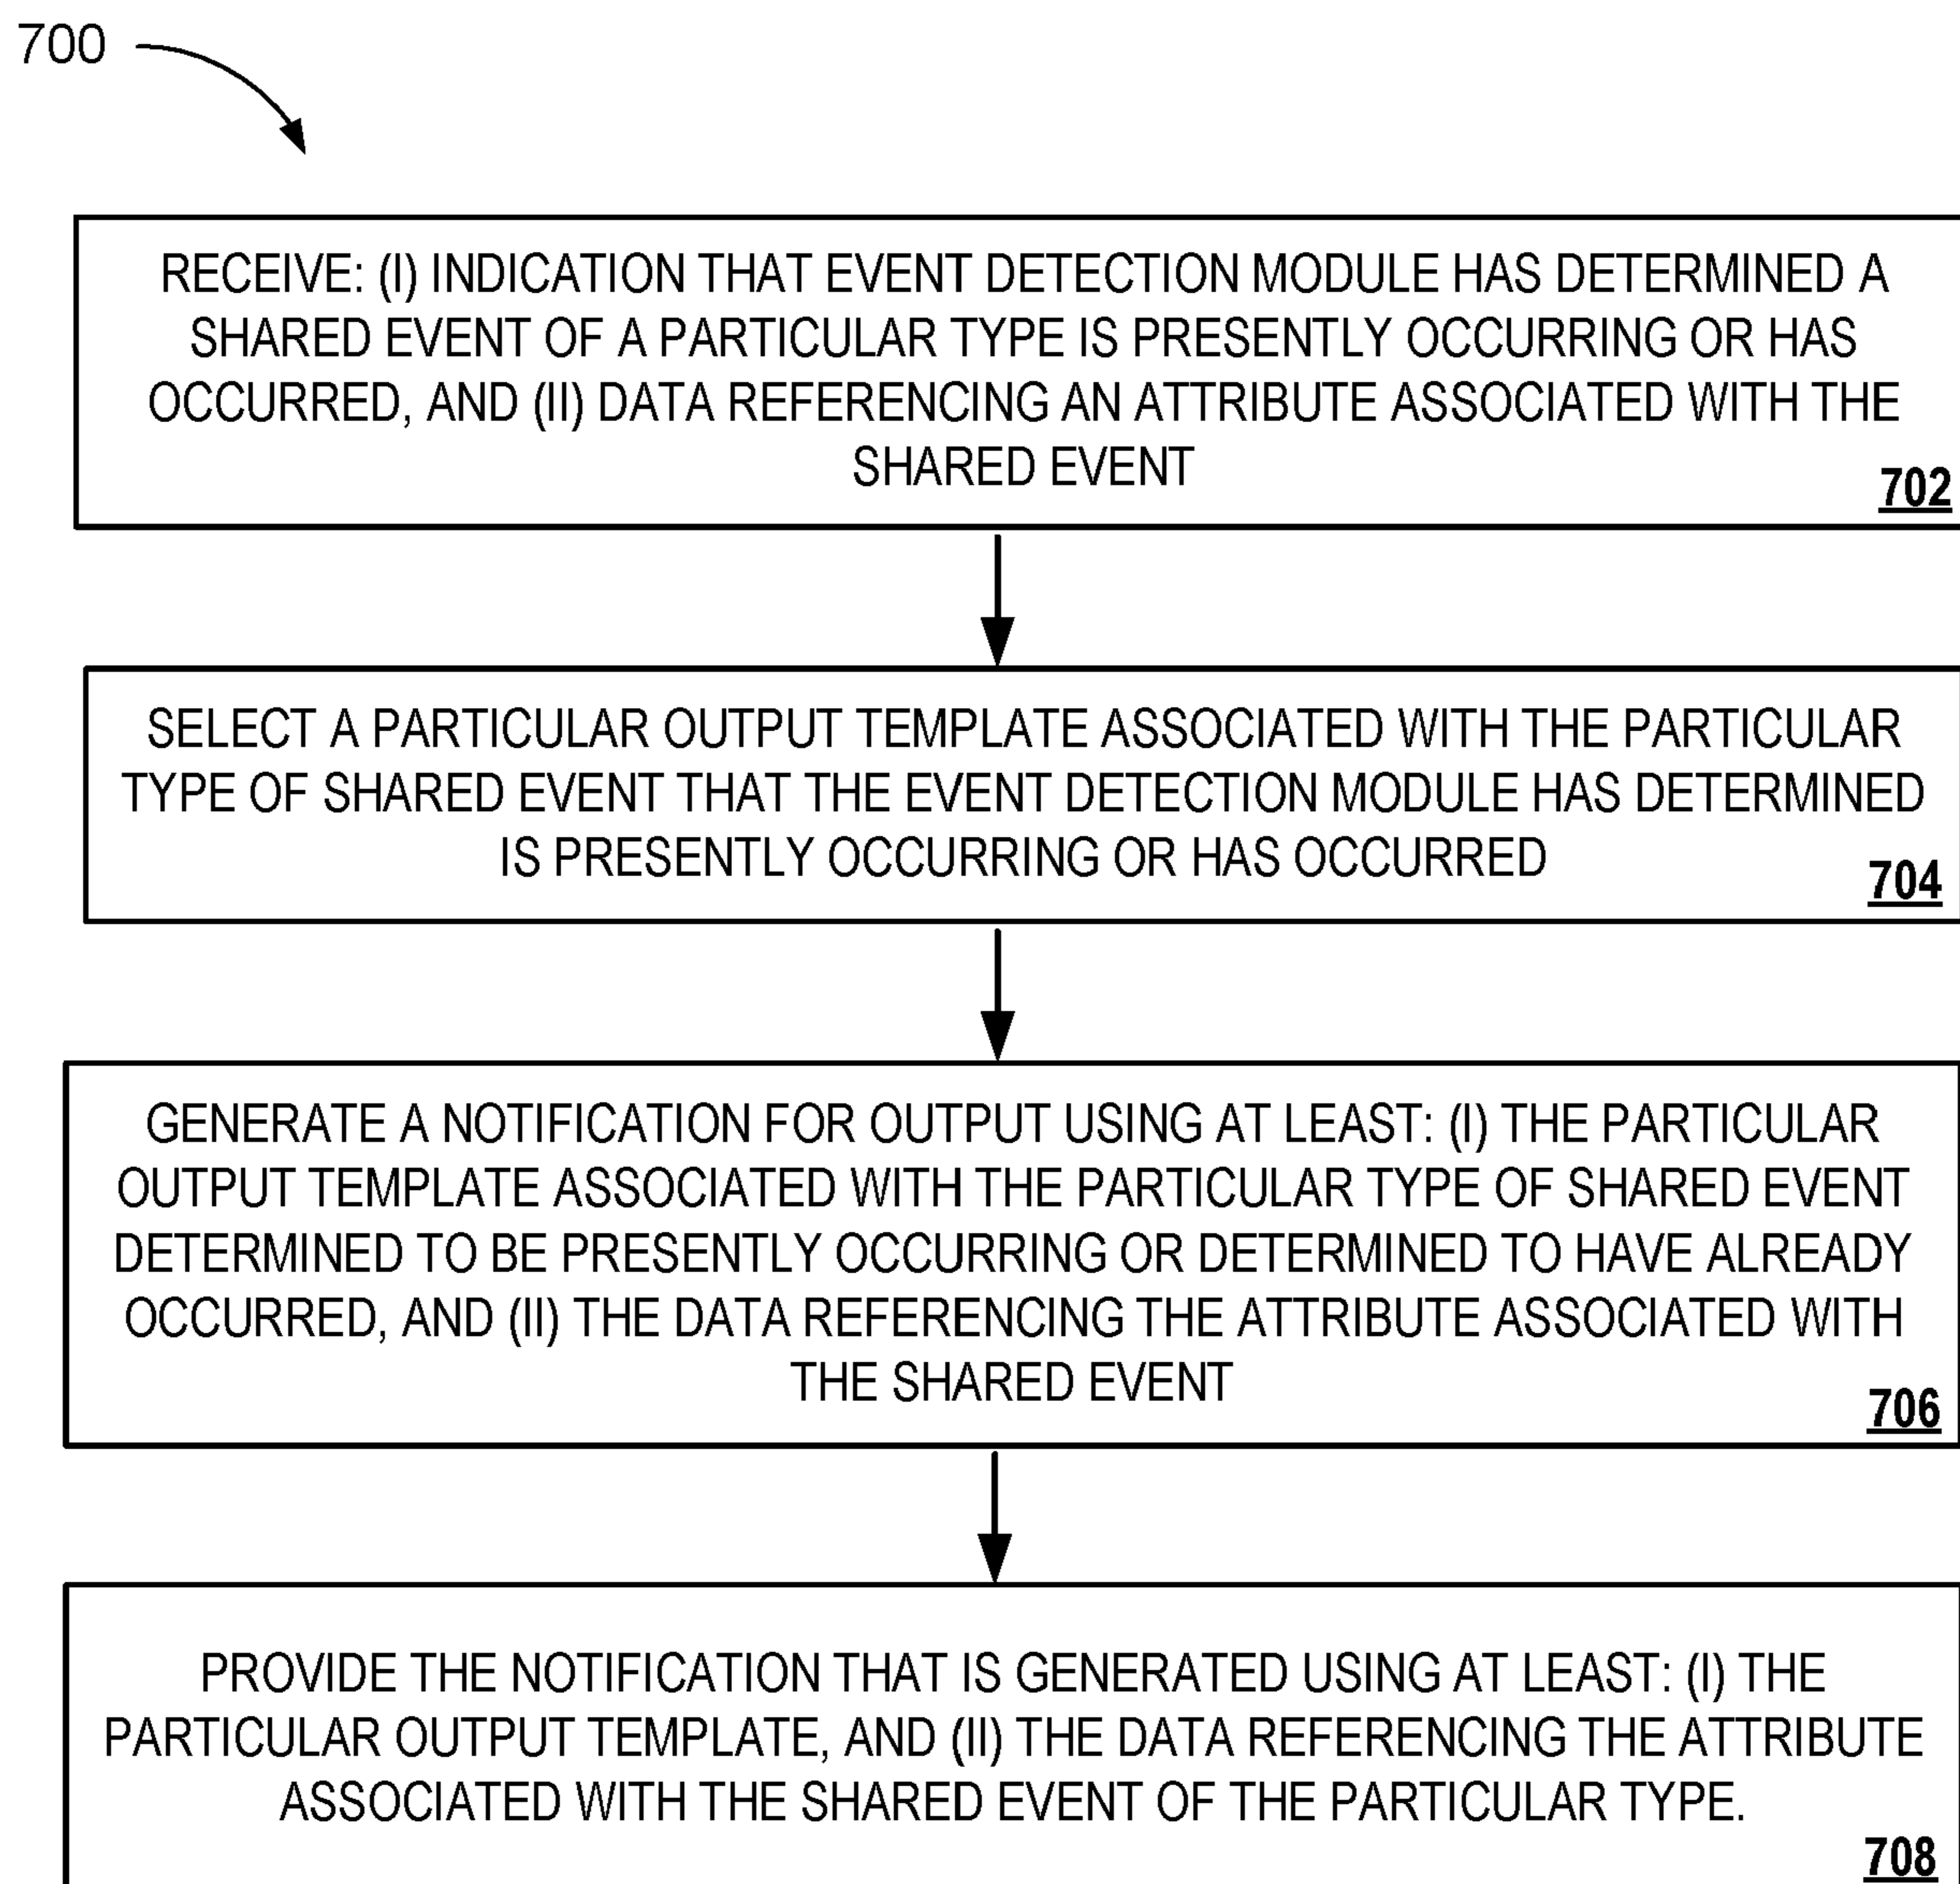 700
RECEIVE: (I) INDICATION THAT EVENT DETECTION MODULE HAS DETERMINED A
SHARED EVENT OF A PARTICULAR TYPE IS PRESENTLY OCCURRING OR HAS
OCCURRED, AND (II) DATA REFERENCING AN ATTRIBUTE ASSOCIATED WITH THE
SHARED EVENT
702
SELECT A PARTICULAR OUTPUT TEMPLATE ASSOCIATED WITH THE PARTICULAR
TYPE OF SHARED EVENT THAT THE EVENT DETECTION MODULE HAS DETERMINED
IS PRESENTLY OCCURRING OR HAS OCCURRED
704
GENERATE A NOTIFICATION FOR OUTPUT USING AT LEAST: (I) THE PARTICULAR
OUTPUT TEMPLATE ASSOCIATED WITH THE PARTICULAR TYPE OF SHARED EVENT
DETERMINED TO BE PRESENTLY OCCURRING OR DETERMINED TO HAVE ALREADY
OCCURRED, AND (II) THE DATA REFERENCING THE ATTRIBUTE ASSOCIATED WITH
THE SHARED EVENT
706
PROVIDE THE NOTIFICATION THAT IS GENERATED USING AT LEAST: (I) THE
PARTICULAR OUTPUT TEMPLATE, AND (II) THE DATA REFERENCING THE ATTRIBUTE
ASSOCIATED WITH THE SHARED EVENT OF THE PARTICULAR TYPE.
708